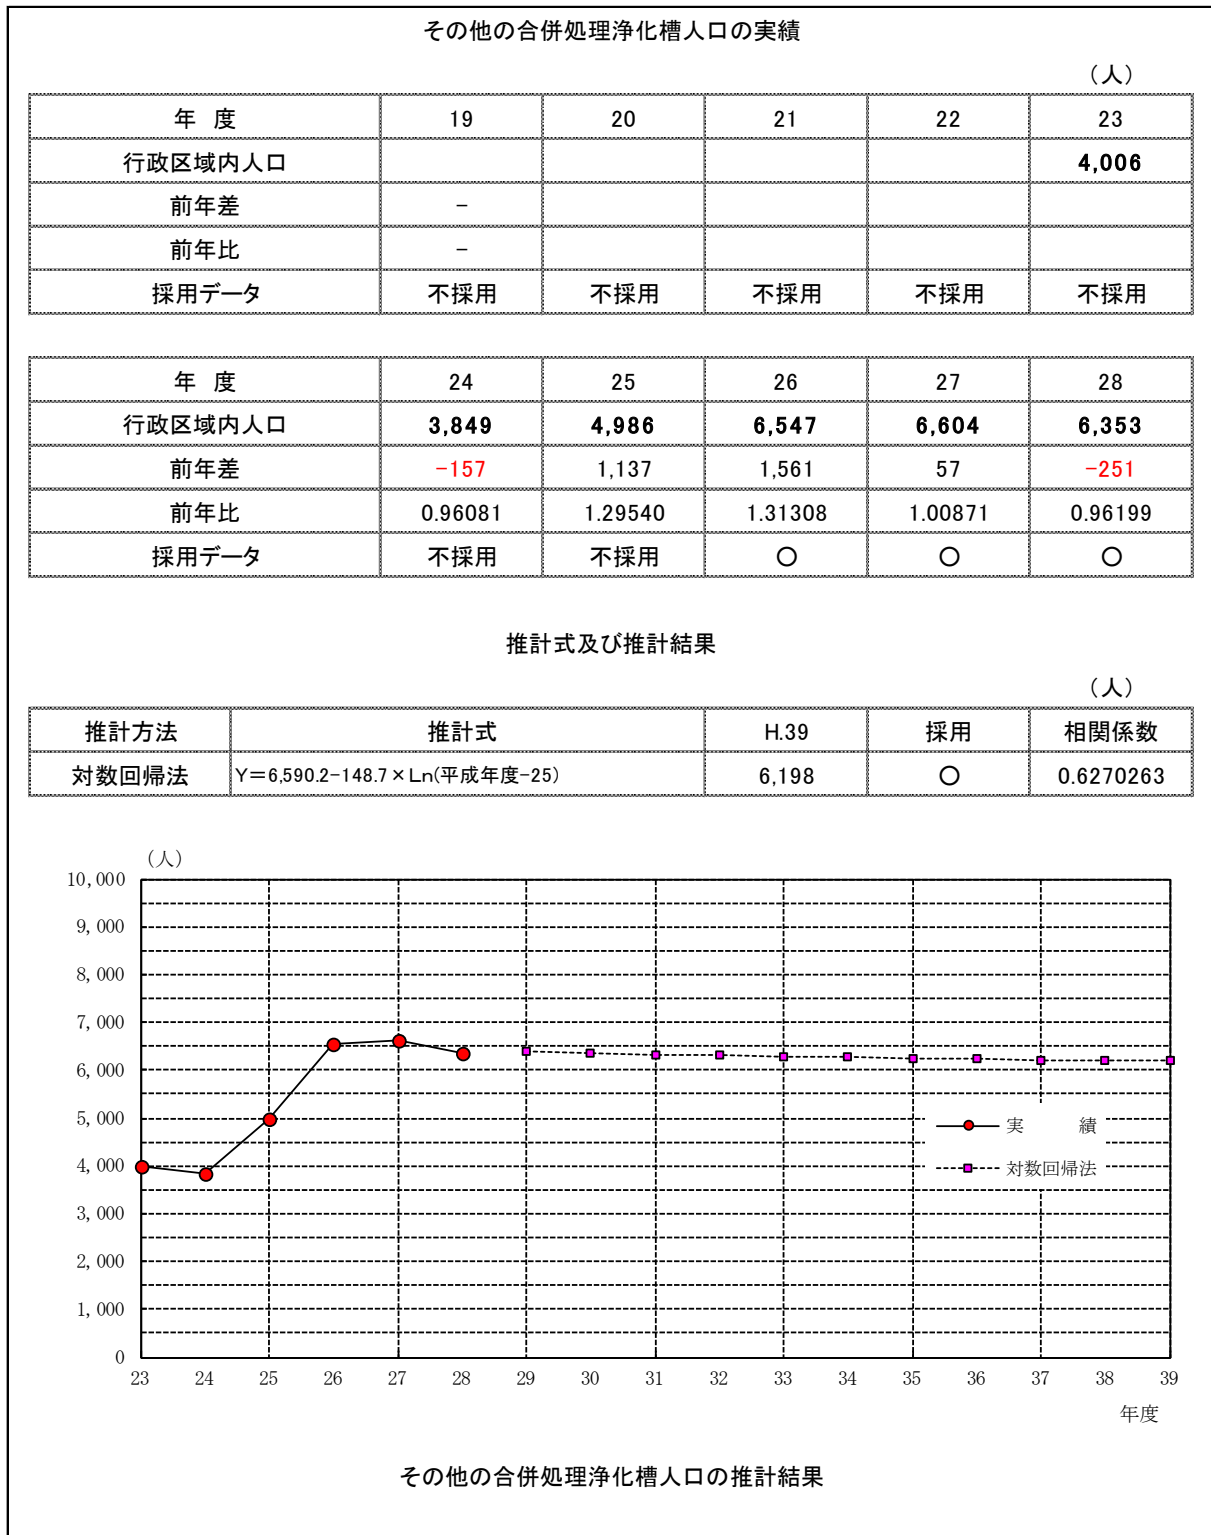 その他の合併処理浄化槽人口の実績
（人）
年 度 19 20 21 22 23
行政区域内人口 4,006
前年差 −
前年比 −
採用データ 不採用 不採用 不採用 不採用 不採用
年 度 24 25 26 27 28
行政区域内人口 3,849 4,986 6,547 6,604 6,353
前年差 −157 1,137 1,561 57 −251
前年比 0.96081 1.29540 1.31308 1.00871 0.96199
採用データ 不採用 不採用 ○ ○ ○
推計式及び推計結果
（人）
推計方法 推計式 H.39 採用 相関係数
対数回帰法 Y＝6,590.2−148.7×Ln(平成年度−25) 6,198 ○ 0.6270263
（人）
10,000
9,000
8,000
7,000
6,000
5,000
4,000
3,000
2,000
1,000
0
実 績
対数回帰法
23 24 25 26 27 28 29 30 31 32 33 34 35 36 37 38 39
年度
その他の合併処理浄化槽人口の推計結果